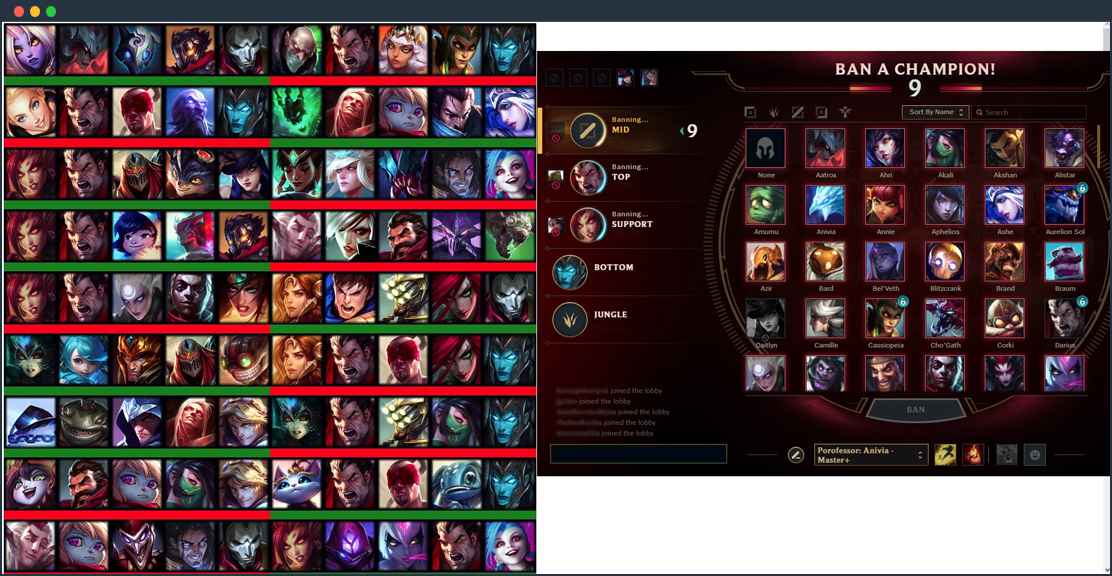 BAN A CHAMPION!
9
Sort By Name
Search
Banning...
MID
9
Banning...
TOP
Banning...
SUPPORT
BOTTOM
JUNGLE
None
Aatrox
Ahri
Akali
Akshan
Alistar
6
Amumu
Anivia
Annie
Aphelios
Ashe
Aurelion Sol
Azir
Bard
Bel'Veth
Blitzcrank
Brand
Braum
6
6
Caitlyn
Camille
Cassiopeia
Cho'Gath
Corki
Darius
joined the lobby
joined the lobby
joined the lobby
joined the lobby
joined the lobby
BAN
Porofessor: Anivia -
Master+